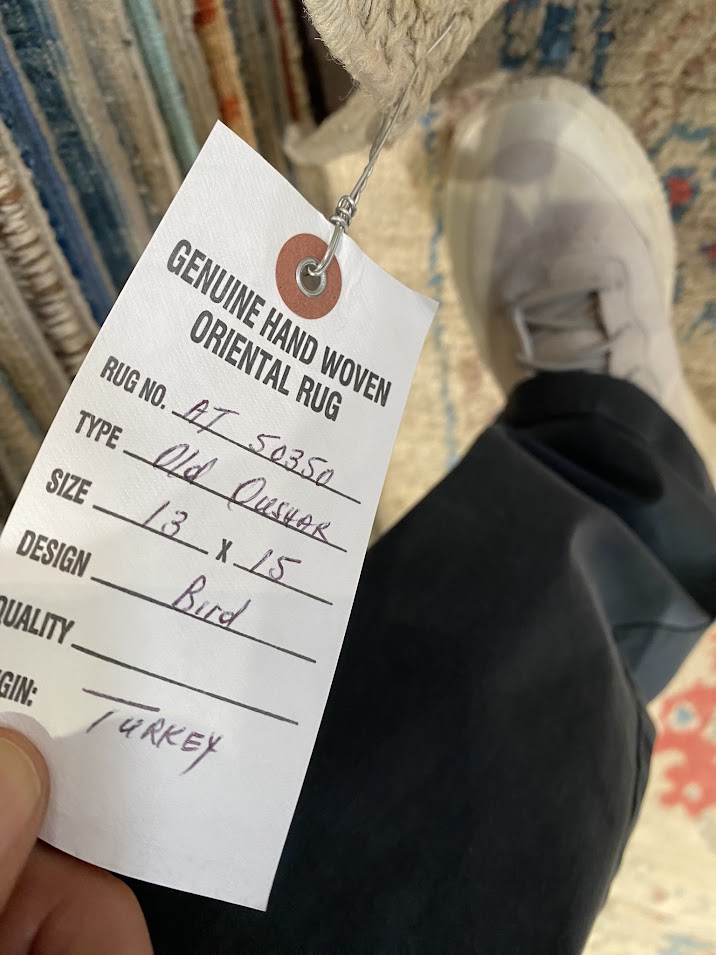 GENUINE HAND WOVEN
ORIENTAL RUG
RUG NO. AT 50350
TYPE Old OUSHAR
SIZE 13 X 15
DESIGN Bird
QUALITY
GIN:
TURKEY